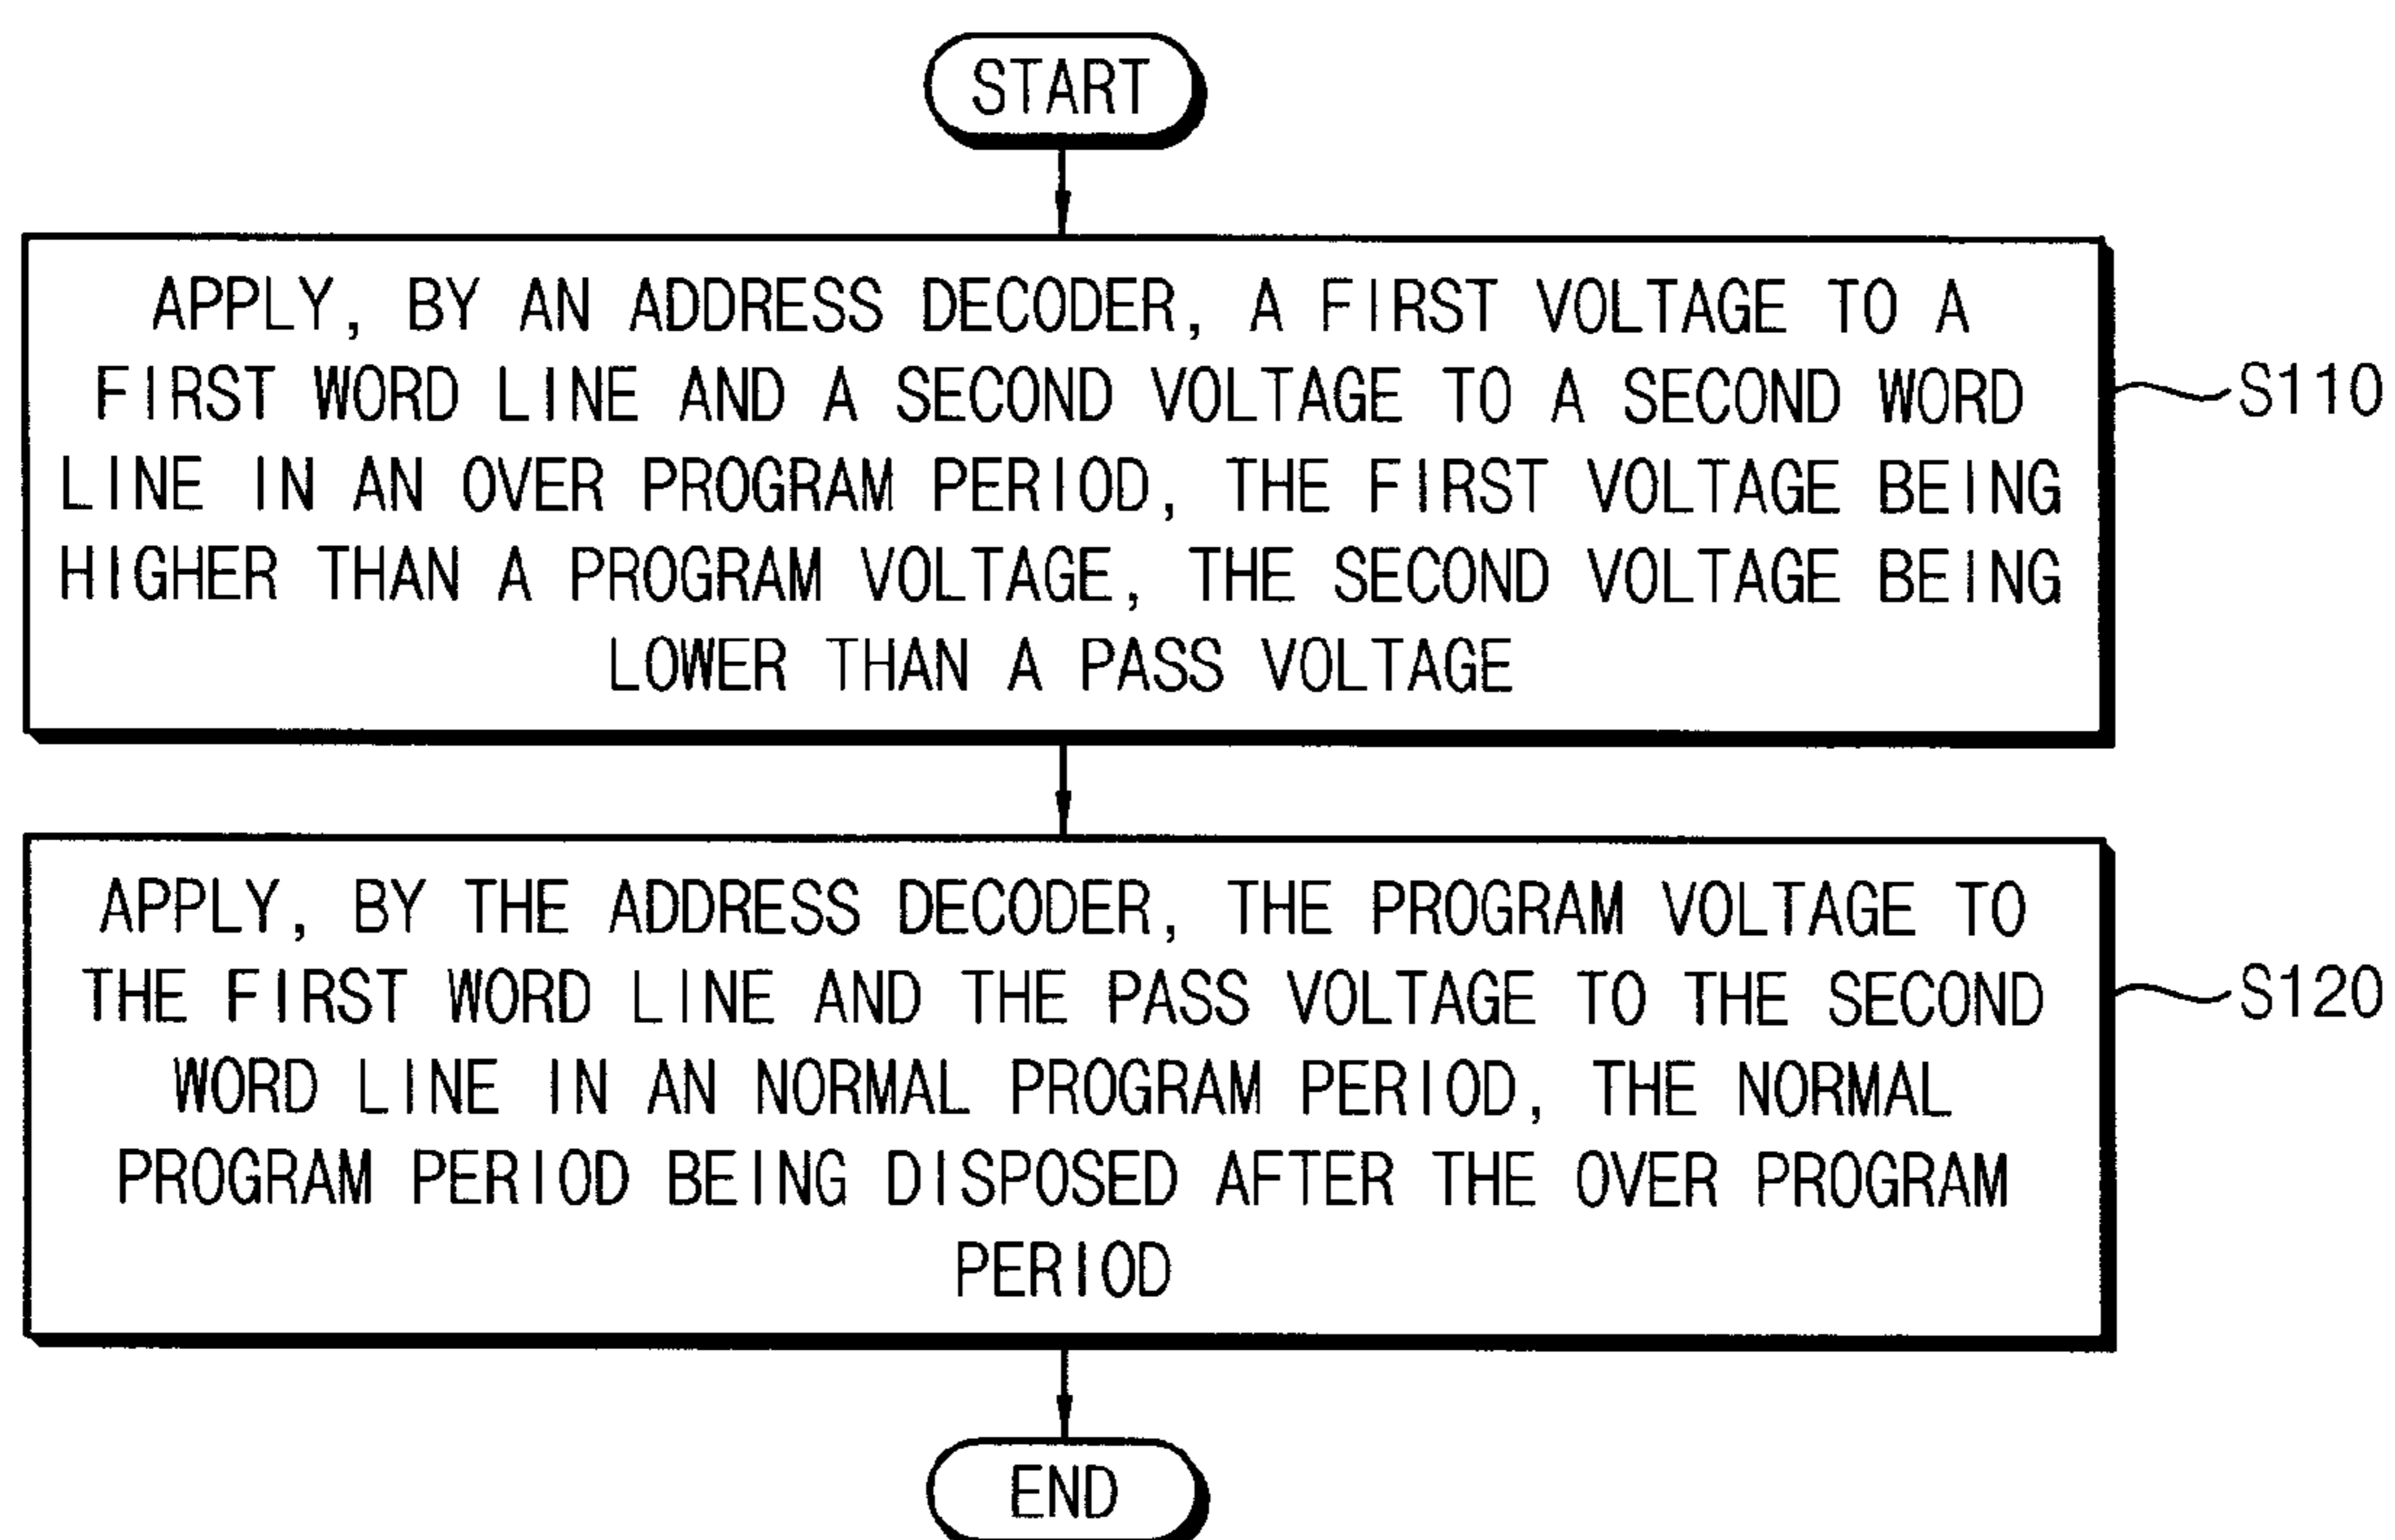 START
APPLY, BY AN ADDRESS DECODER, A FIRST VOLTAGE TO A
FIRST WORD LINE AND A SECOND VOLTAGE TO A SECOND WORD
LINE IN AN OVER PROGRAM PERIOD, THE FIRST VOLTAGE BEING
HIGHER THAN A PROGRAM VOLTAGE, THE SECOND VOLTAGE BEING
LOWER THAN A PASS VOLTAGE
S110
APPLY, BY THE ADDRESS DECODER, THE PROGRAM VOLTAGE TO
THE FIRST WORD LINE AND THE PASS VOLTAGE TO THE SECOND
WORD LINE IN AN NORMAL PROGRAM PERIOD, THE NORMAL
PROGRAM PERIOD BEING DISPOSED AFTER THE OVER PROGRAM
PERIOD
S120
END